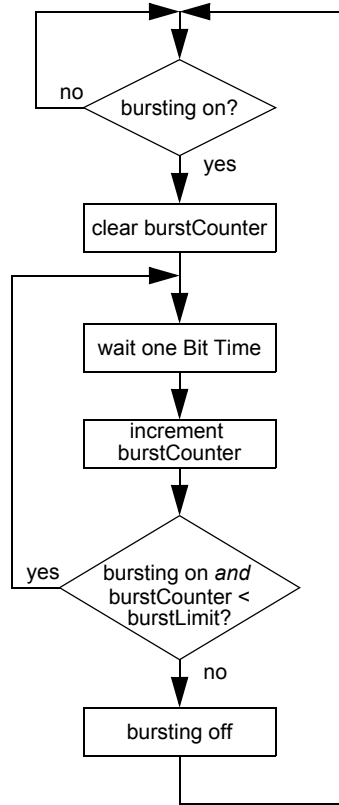 no
bursting on?
yes
clear burstCounter
wait one Bit Time
increment
burstCounter
yes
bursting on and
burstCounter <
burstLimit?
no
bursting off